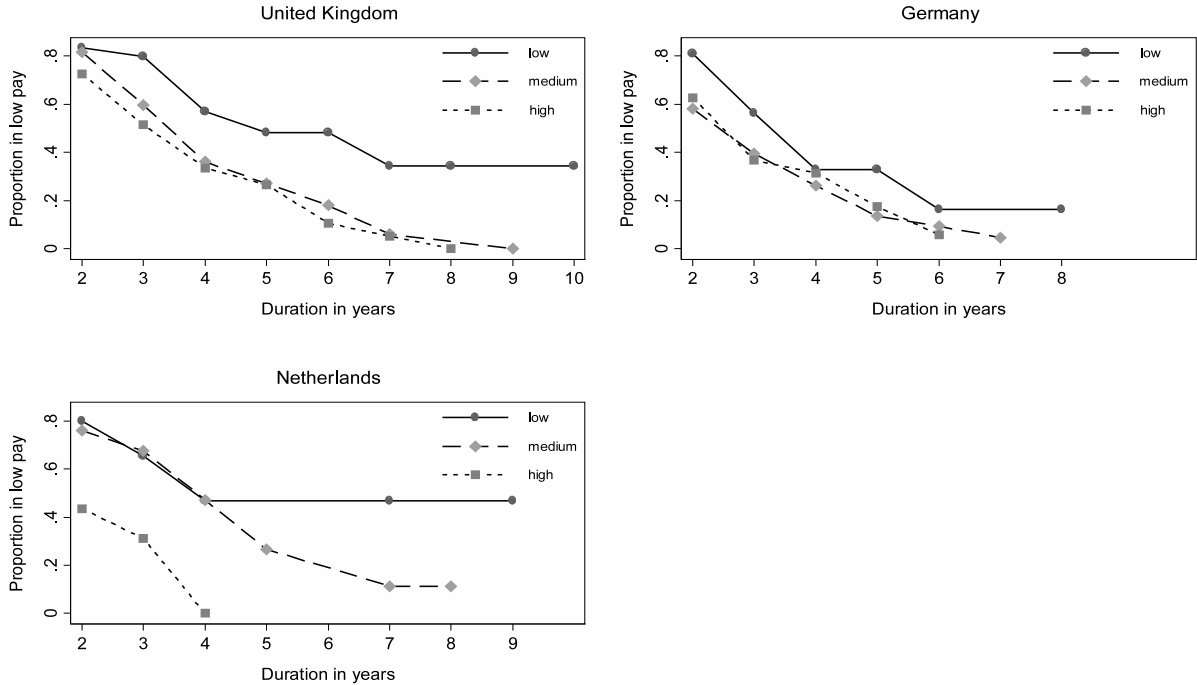 United Kingdom
Proportion in low pay
.8
.6
.4
.2
0
low
medium
high
2 3 4 5 6 7 8 9 10
Duration in years
Germany
Proportion in low pay
.8
.6
.4
.2
0
low
medium
high
2 3 4 5 6 7 8
Duration in years
Netherlands
Proportion in low pay
.8
.6
.4
.2
0
low
medium
high
2 3 4 5 6 7 8 9
Duration in years